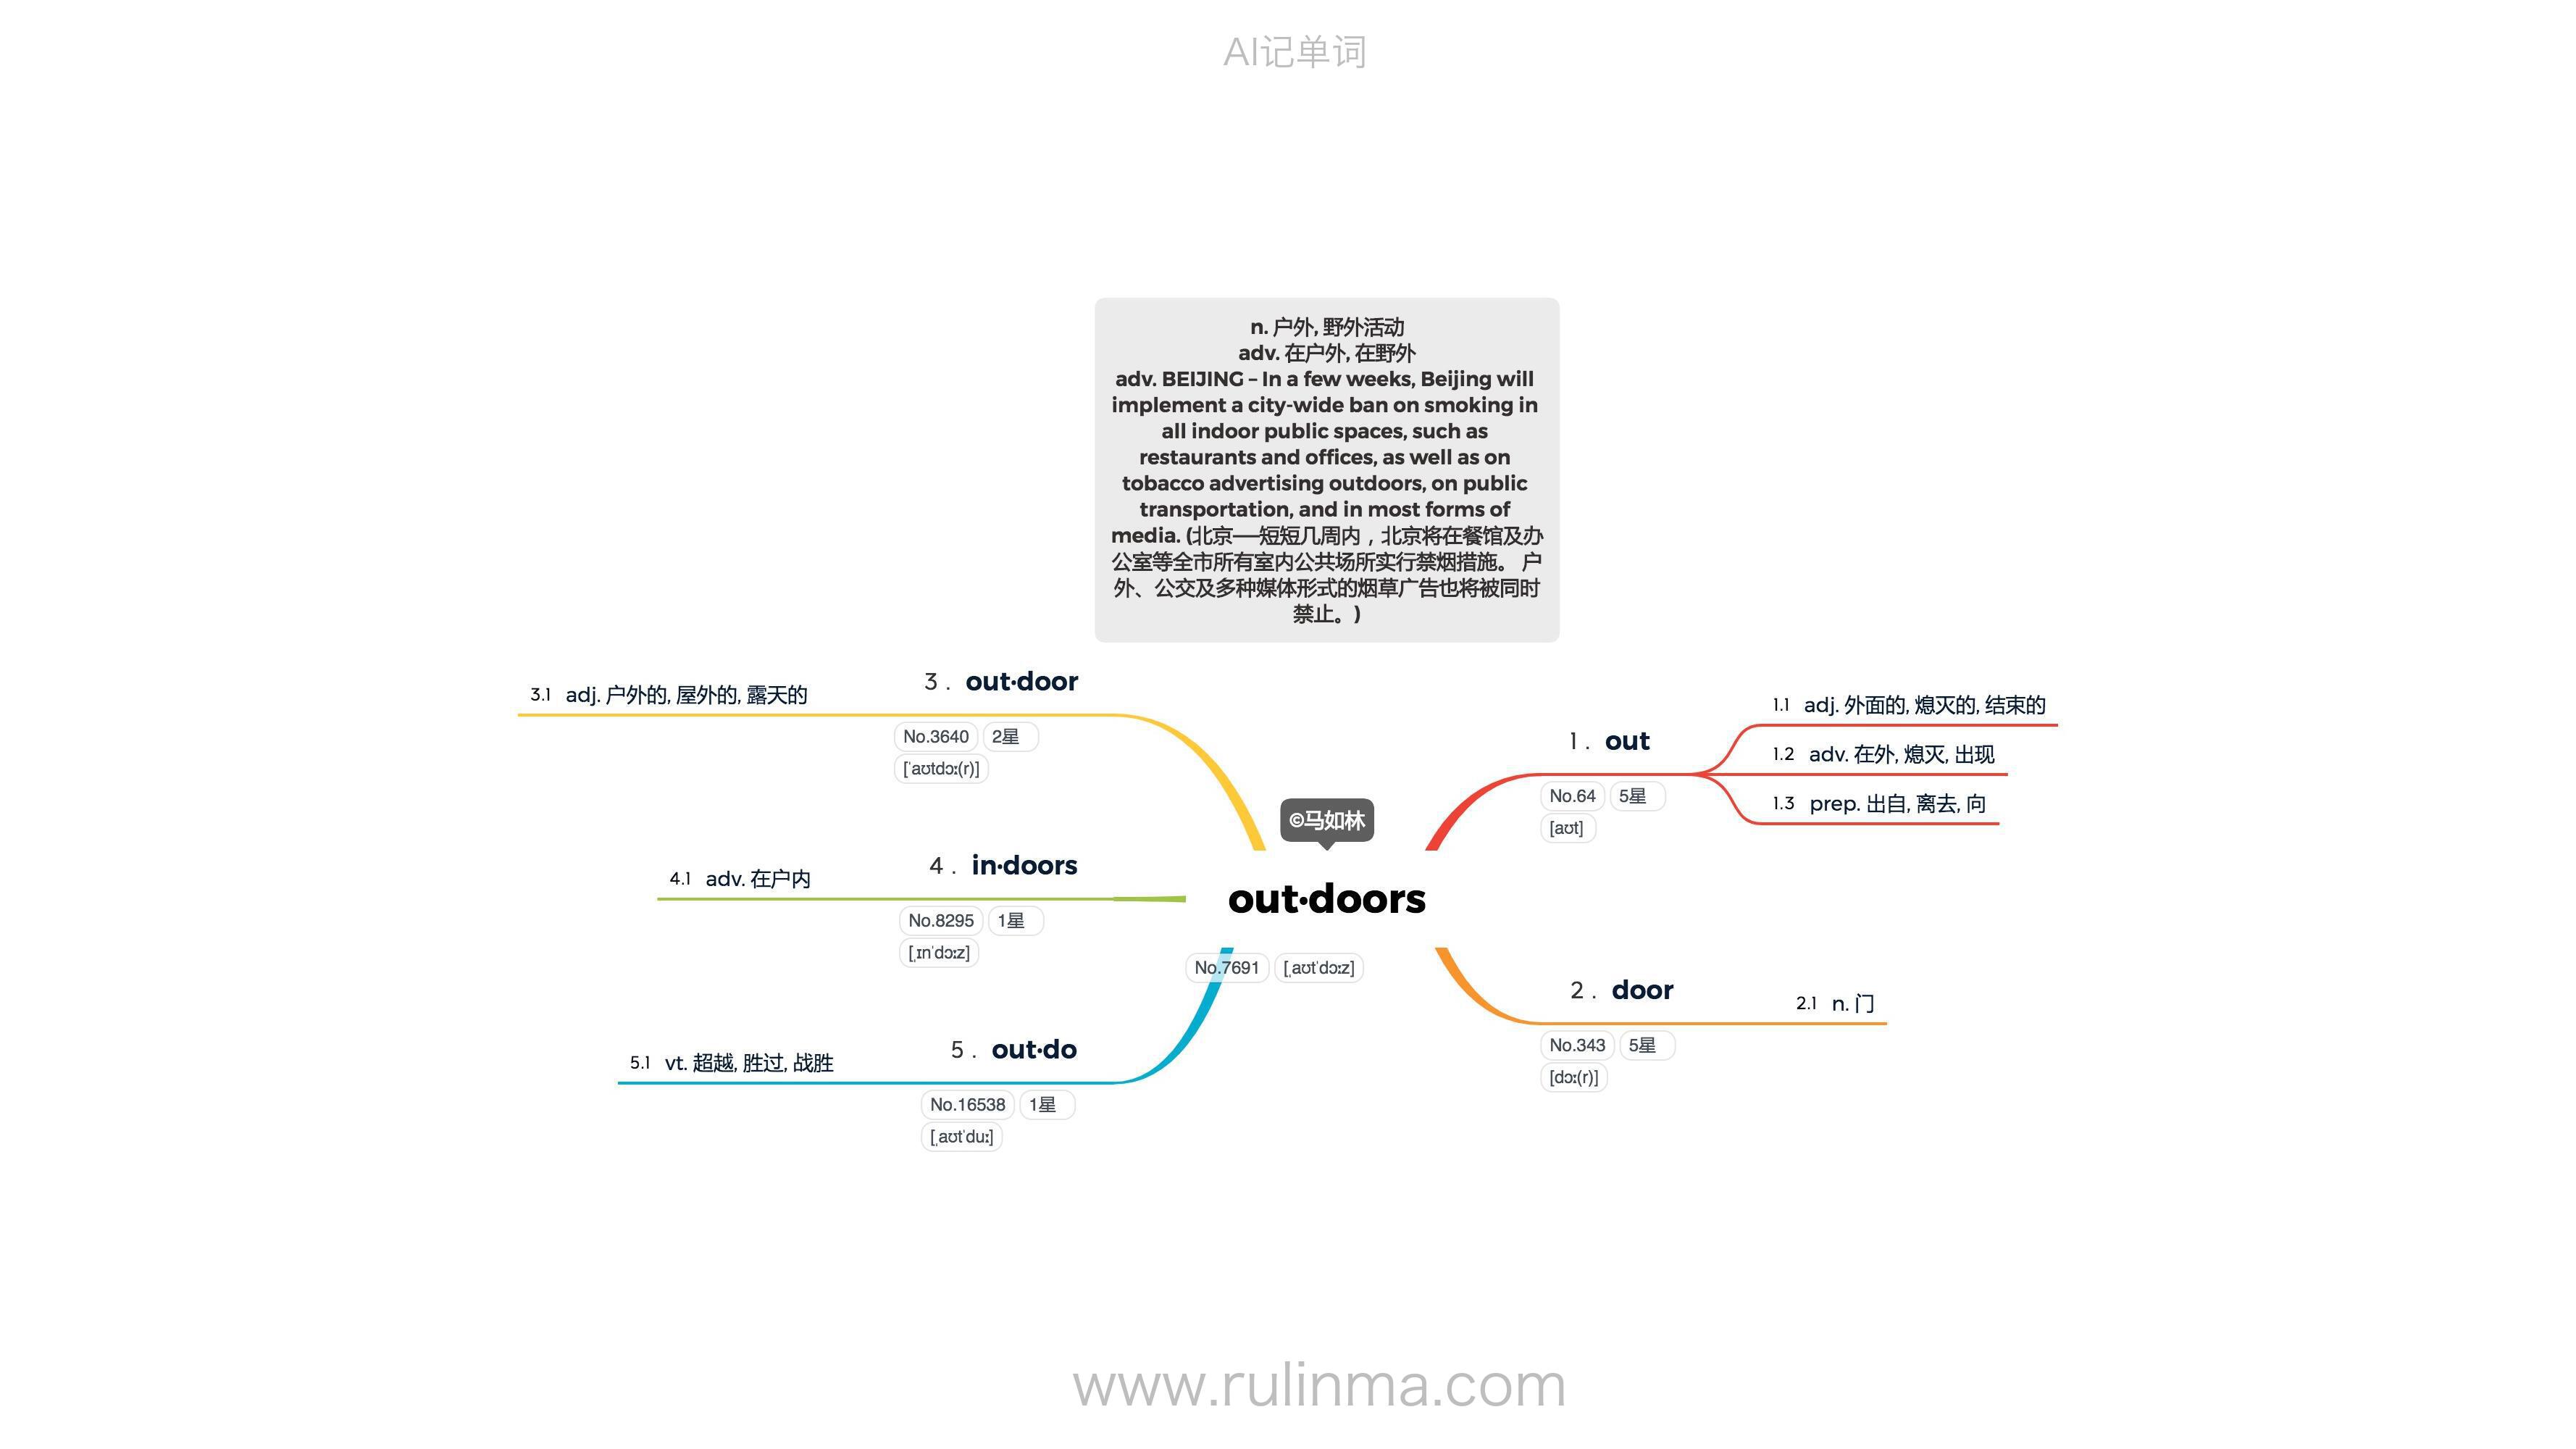 AI记单词
n. 户外, 野外活动
adv. 在户外, 在野外
adv. BEIJING – In a few weeks, Beijing will
implement a city-wide ban on smoking in
all indoor public spaces, such as
restaurants and offices, as well as on
tobacco advertising outdoors, on public
transportation, and in most forms of
media. (北京──短短几周内，北京将在餐馆及办
公室等全市所有室内公共场所实行禁烟措施。 户
外、公交及多种媒体形式的烟草广告也将被同时
禁止。)
©马如林
out·doors
No.7691 [ˌaʊtˈdɔːz]
1. out
No.64 5星
[aʊt]
1.1 adj. 外面的, 熄灭的, 结束的
1.2 adv. 在外, 熄灭, 出现
1.3 prep. 出自, 离去, 向
2. door
No.343 5星
[dɔː(r)]
2.1 n. 门
3. out·door
No.3640 2星
[ˈaʊtdɔː(r)]
3.1 adj. 户外的, 屋外的, 露天的
4. in·doors
No.8295 1星
[ˌɪnˈdɔːz]
4.1 adv. 在户内
5. out·do
No.16538 1星
[ˌaʊtˈduː]
5.1 vt. 超越, 胜过, 战胜
www.rulinma.com